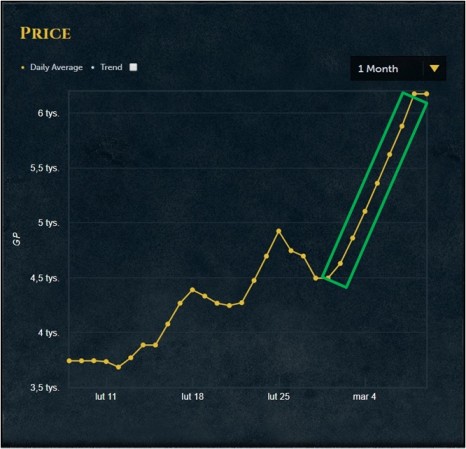 PRICE
Daily Average Trend
1 Month
6 tys.
5,5 tys.
5 tys.
GP
4,5 tys.
4 tys.
3,5 tys.
lut 11 lut 18 lut 25 mar 4